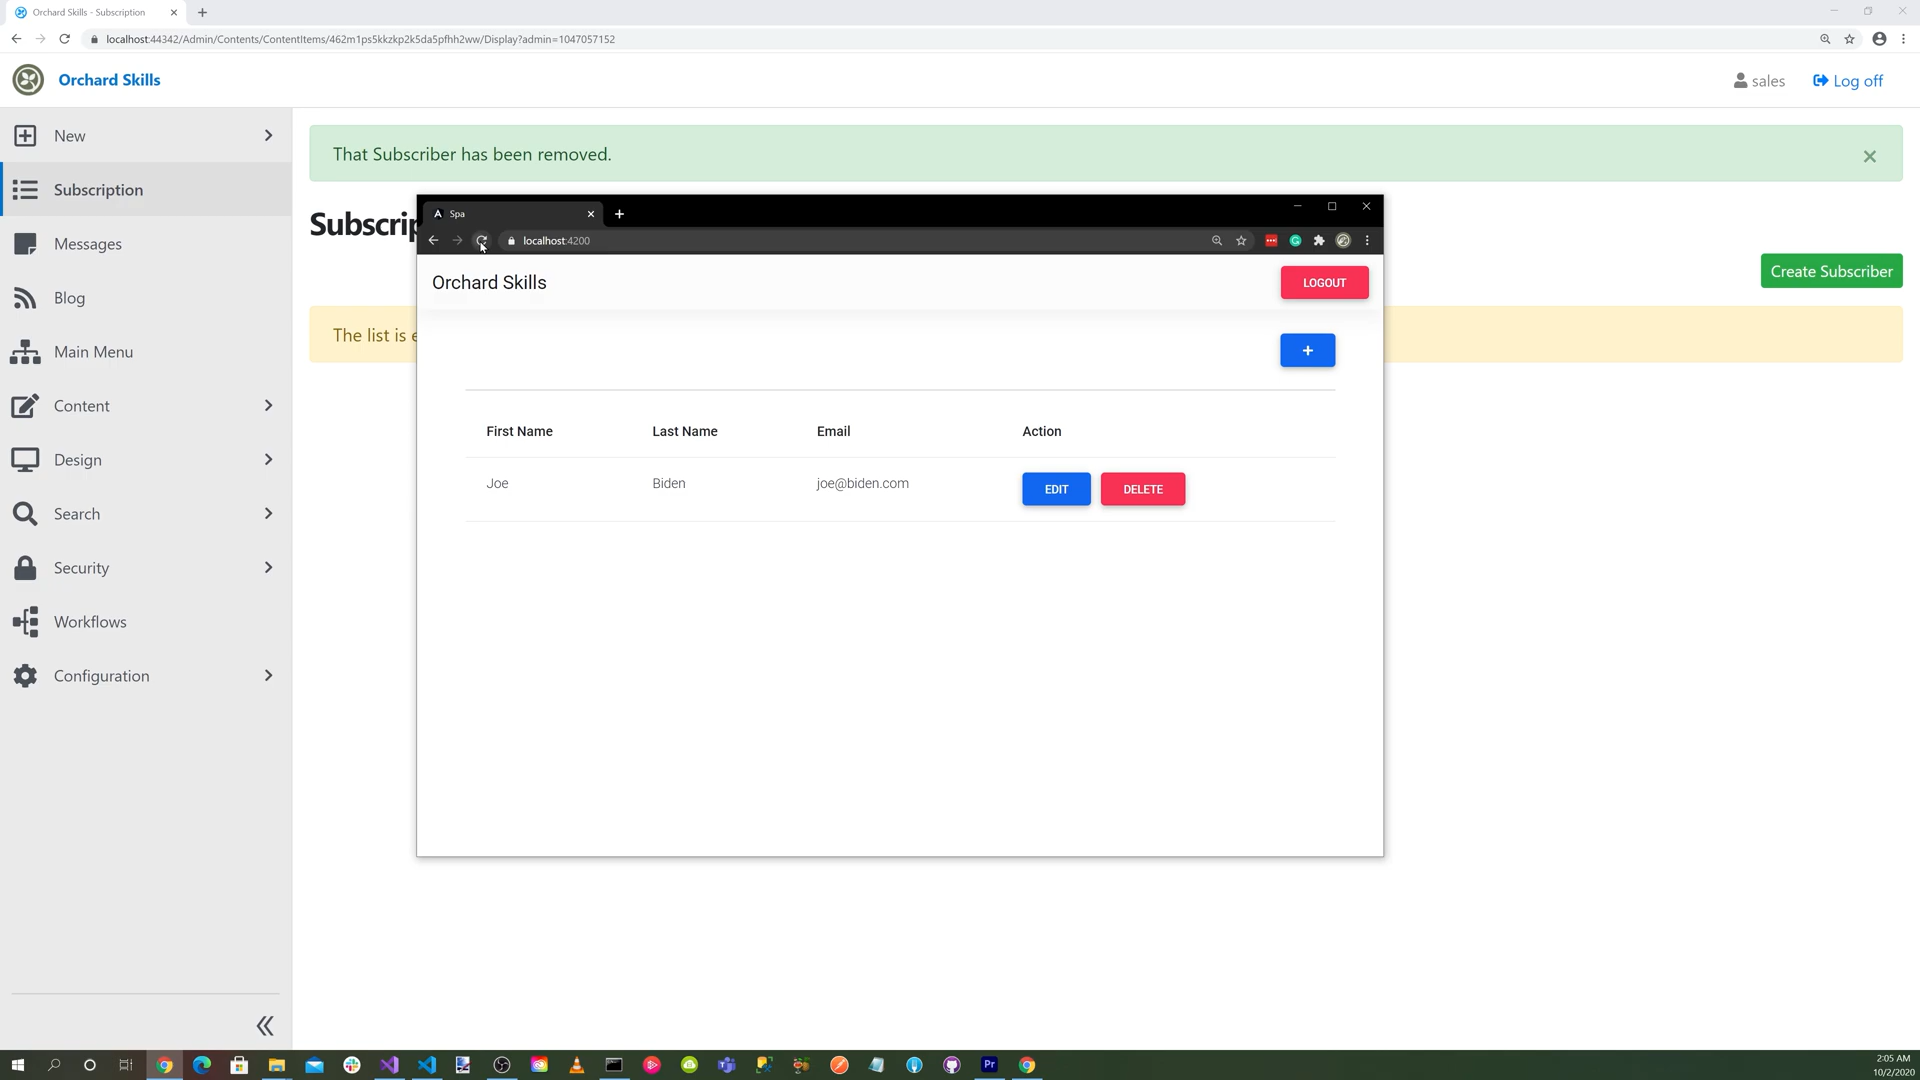 Orchard Skills - Subscription
localhost:44342/Admin/Contents/ContentItems/462m1ps5kkzkp2k5da5pfhh2ww/Display?admin=1047057152
Orchard Skills
sales
Log off
New
Subscription
Messages
Blog
Main Menu
Content
Design
Search
Security
Workflows
Configuration
That Subscriber has been removed.
Subscrip
Create Subscriber
The list is e
Spa
localhost:4200
Orchard Skills
LOGOUT
+
First Name Last Name Email Action
Joe Biden joe@biden.com EDIT DELETE
Pr
2:05 AM
10/2/2020